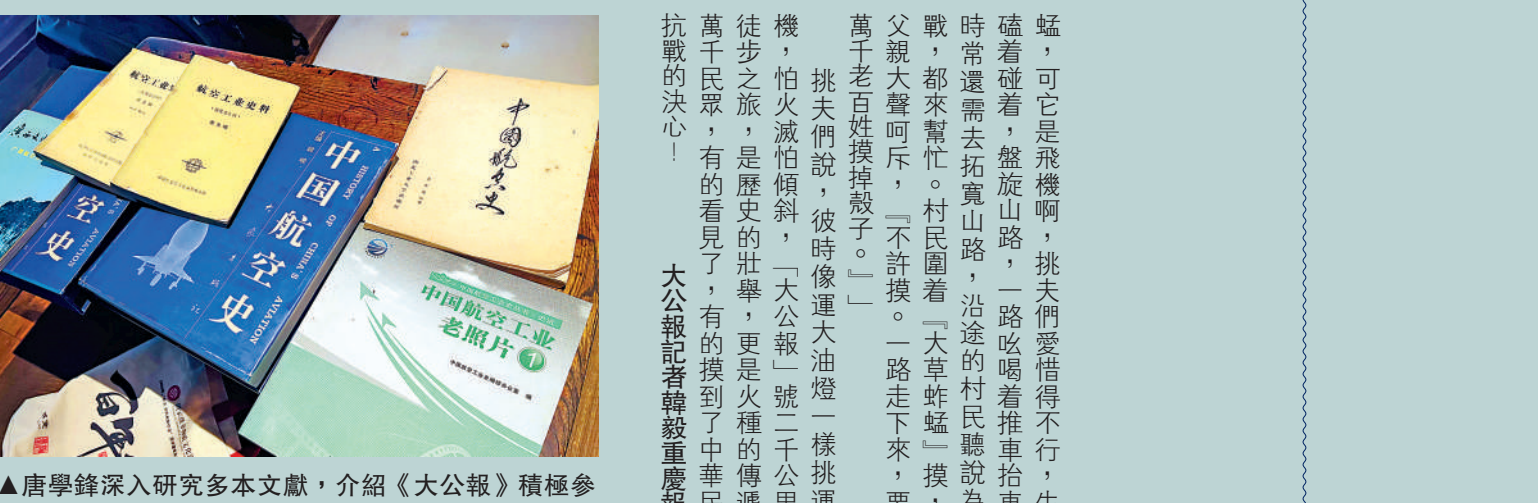 蜢，可它是飛機啊，挑夫們愛惜得不行，
磕着碰着，盤旋山路，一路吆喝着推車抬車
時常還需去拓寬山路，沿途的村民聽說為
戰，都來幫忙。村民圍着『大草蚱蜢』摸，
父親大聲呵斥，『不許摸。一路走下來，要
萬千老百姓摸掉殼子。』」
挑夫們說，彼時像運大油燈一樣挑運
機，怕火滅怕傾斜，「大公報」號二千公里
徒步之旅，是歷史的壯舉，更是火種的傳遞
萬千民眾，有的看見了，有的摸到了中華民
抗戰的決心！ 大公報記者韓毅重慶報
航空工业史料
航空工业史料
中國航空史
A HISTORY OF CHINA'S AVIATION
中国航空史
空史
AVIATION
中国航空工业
老照片 1
▲唐學鋒深入研究多本文獻，介紹《大公報》積極參